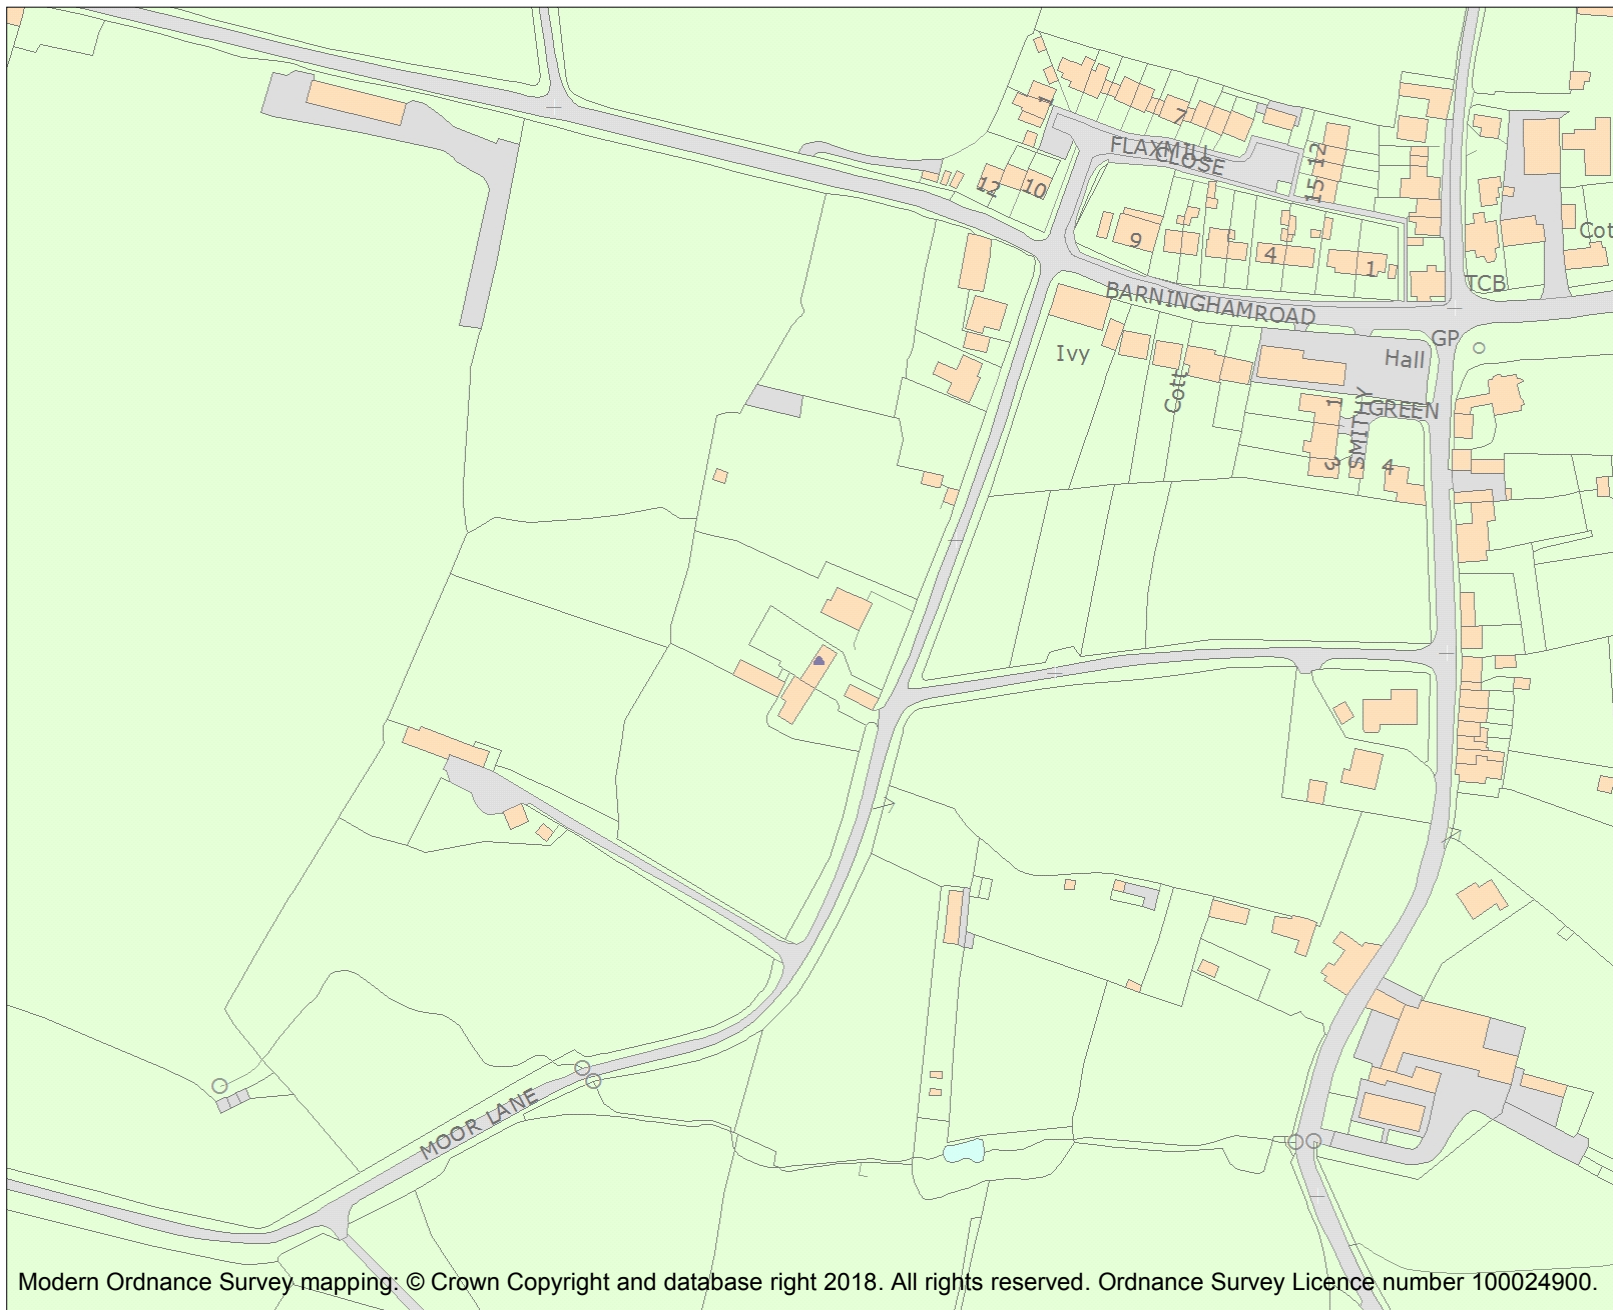 1
7
FLAXMILL
CLOSE
12
15
12
10
9
4
1
Cot
TCB
BARNINGHAMROAD
GP
Ivy
Hall
Cott
1
GREEN
SMITHY
3
4
MOOR LANE
Modern Ordnance Survey mapping: © Crown Copyright and database right 2018. All rights reserved. Ordnance Survey Licence number 100024900.